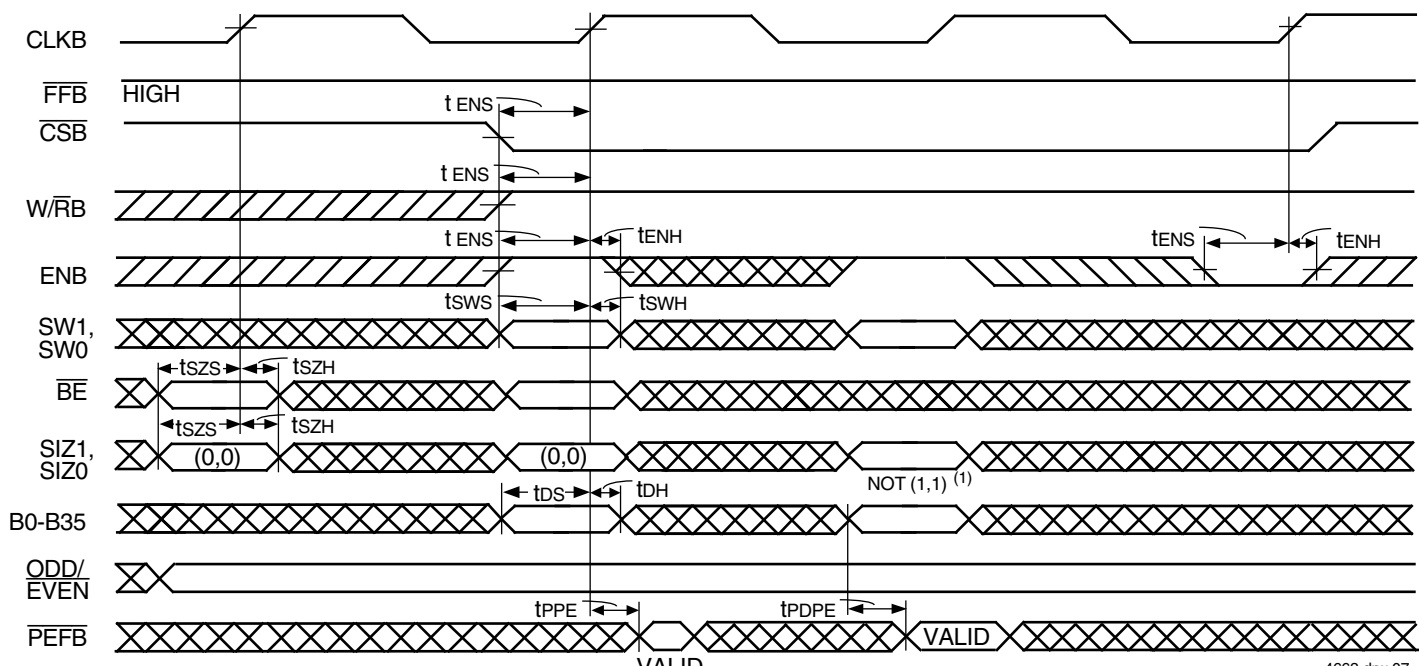 CLKB
FFB HIGH
t ENS
CSB
t ENS
W/RB
t ENS tENH tENS tENH
ENB
tSWS tSWH
SW1,
SW0
tSZS tSZH
BE
tSZS tSZH
SIZ1,
SIZ0
(0,0) (0,0)
NOT (1,1) (1)
tDS tDH
B0-B35
ODD/
EVEN
tPPE tPDPE
PEFB VALID
VALID